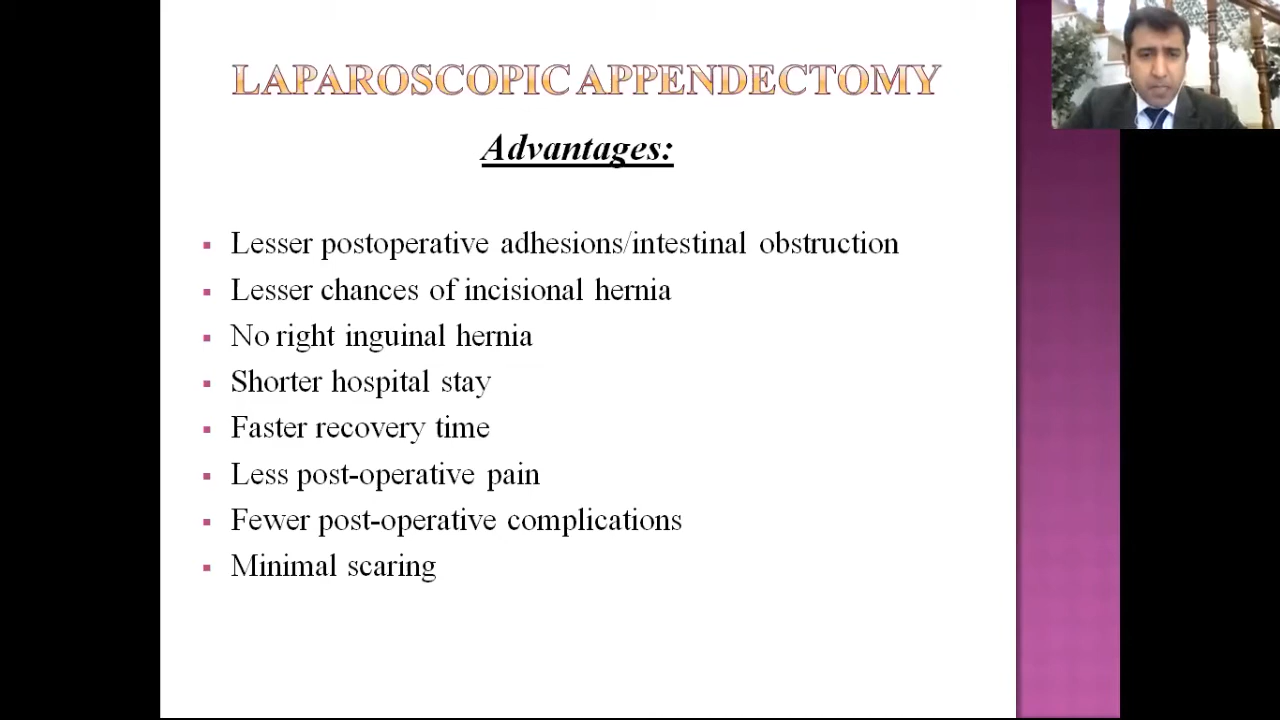 LAPAROSCOPIC APPENDECTOMY
Advantages:
▪ Lesser postoperative adhesions/intestinal obstruction
▪ Lesser chances of incisional hernia
▪ No right inguinal hernia
▪ Shorter hospital stay
▪ Faster recovery time
▪ Less post-operative pain
▪ Fewer post-operative complications
▪ Minimal scaring